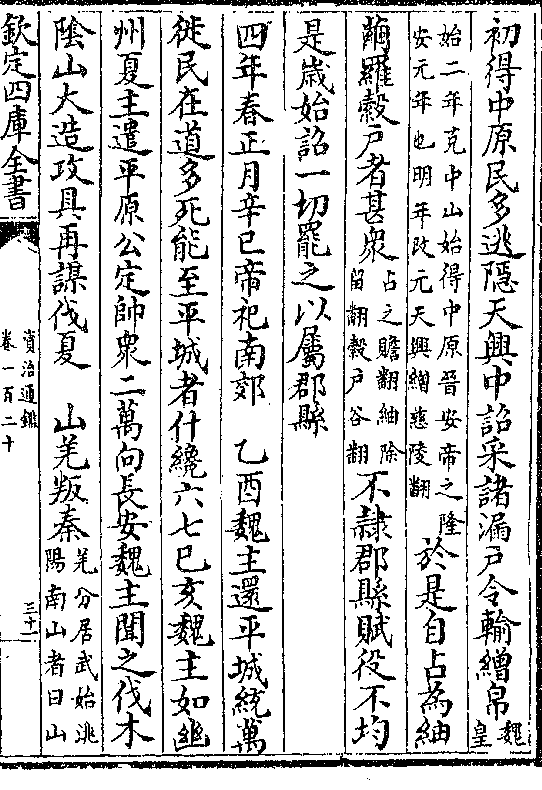 初得中原民多逃隱天興中詔采諸漏戸令輸繒帛魏皇
始二年克中山始得中原晉安帝之隆安元年也明年改元天興繒慈陵翻於是自占為紬
繭羅縠戸者甚衆占之贍翻紬除留翻縠戸谷翻不隸郡縣賦役不均
是歳始詔一切罷之以屬郡縣
四年春正月辛巳帝祀南郊　乙酉魏主還平城統萬
徙民在道多死能至平城者什纔六七已亥魏主如幽
州夏主遣平原公定帥衆二萬向長安魏主聞之伐木
陰山大造攻具再謀伐夏　山羌叛秦羌分居武始洮陽南山者曰山
欽定四庫全書
資治通鑑
卷一百二十
三十一